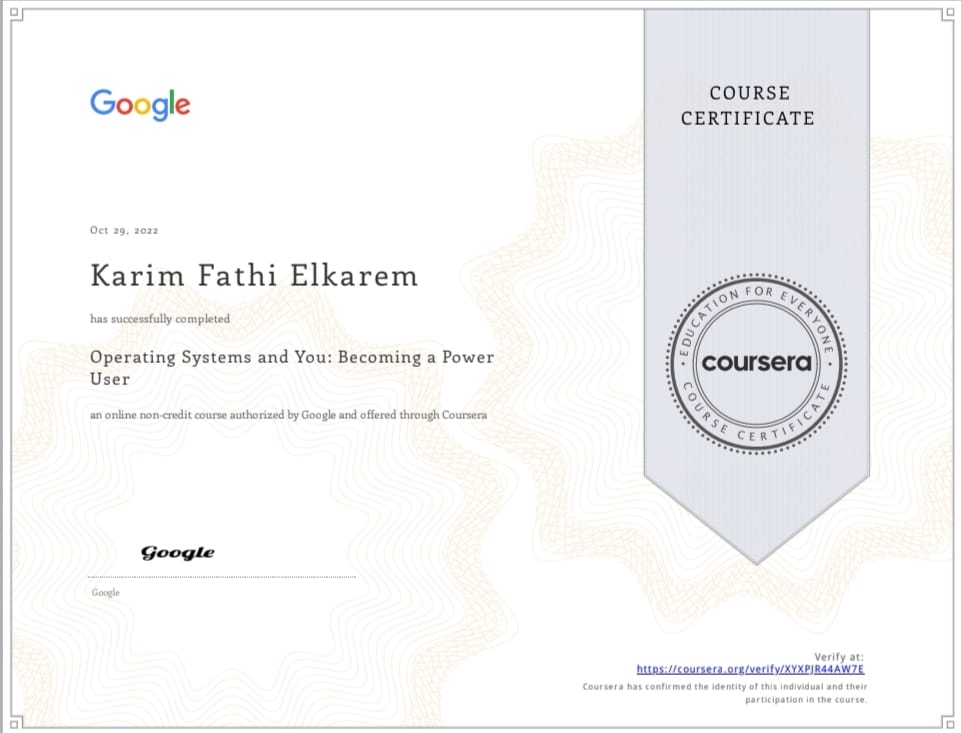 Google
COURSE
CERTIFICATE
Oct 29, 2022
Karim Fathi Elkarem
has successfully completed
Operating Systems and You: Becoming a Power
User
an online non-credit course authorized by Google and offered through Coursera
EDUCATION FOR EVERYONE
coursera
COURSE CERTIFICATE
Google
Google
Verify at:
https://coursera.org/verify/XYXPJR44AW7E
Coursera has confirmed the identity of this individual and their
participation in the course.